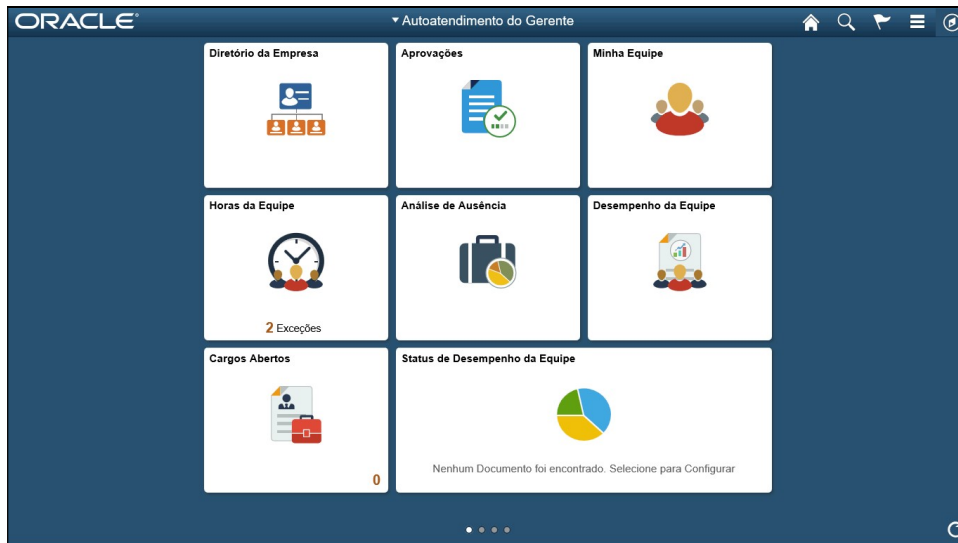 ORACLE
Autoatendimento do Gerente
Diretório da Empresa
Aprovações
Minha Equipe
Horas da Equipe
2 Exceções
Análise de Ausência
Desempenho da Equipe
Cargos Abertos
0
Status de Desempenho da Equipe
Nenhum Documento foi encontrado. Selecione para Configurar